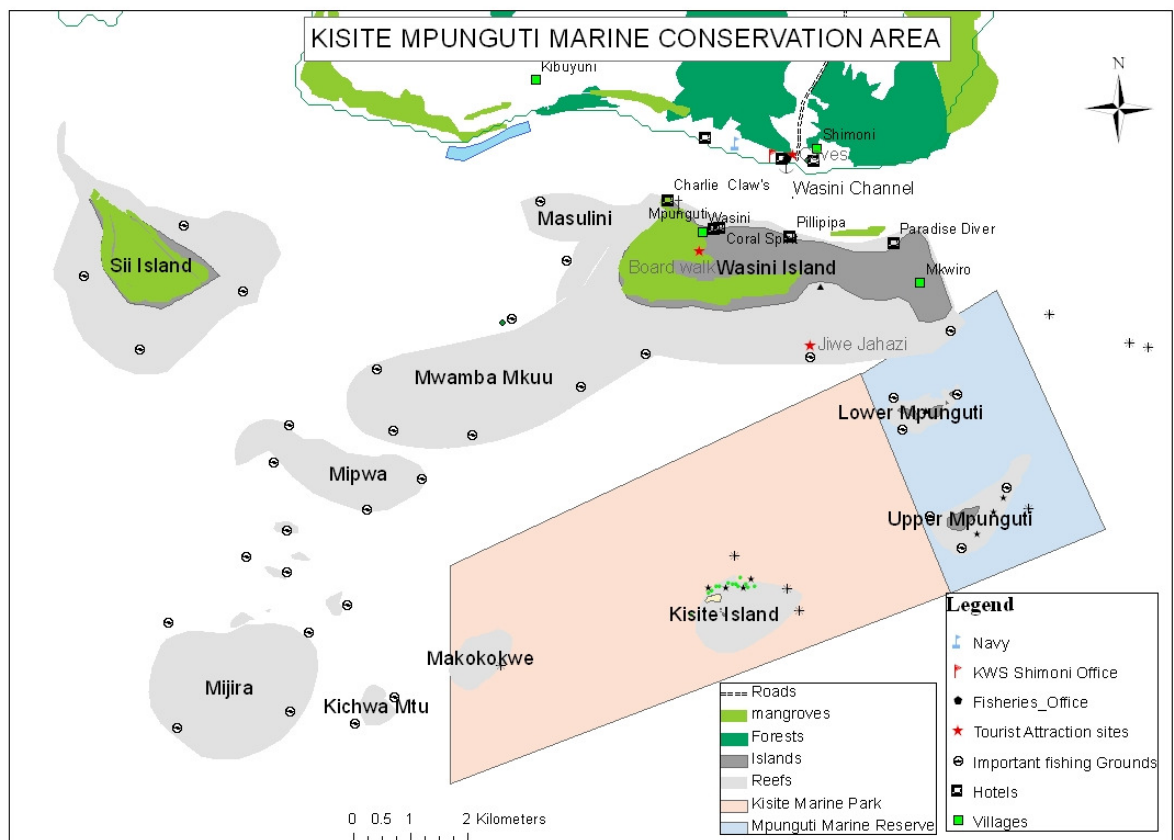 KISITE MPUNGUTI MARINE CONSERVATION AREA
N
Kibuyuni
Shimoni
Wasini Channel
Charlie Claw's
Masulini
Mpunguti
Wasini
Pillipipa
Paradise Diver
Coral Spirit
Sii Island
Board walk
Wasini Island
Mkwiro
Jiwe Jahazi
Mwamba Mkuu
Lower Mpunguti
Mipwa
Upper Mpunguti
Kisite Island
Makokokwe
Mijira
Kichwa Mtu
0 0.5 1 2 Kilometers
Roads
mangroves
Forests
Islands
Reefs
Kisite Marine Park
Mpunguti Marine Reserve
Legend
Navy
KWS Shimoni Office
Fisheries_Office
Tourist Attraction sites
Important fishing Grounds
Hotels
Villages